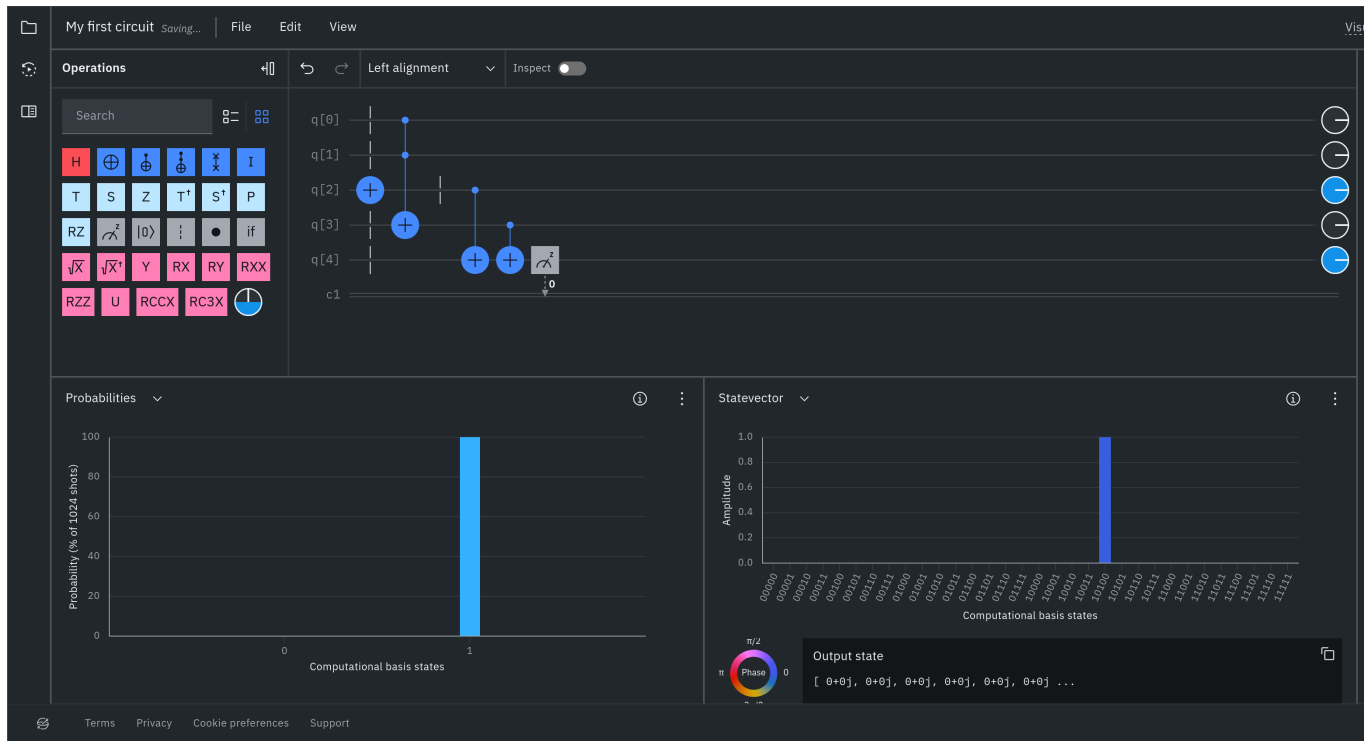 My first circuit Saving... File Edit View Visu
Operations Left alignment Inspect
Search
H I
T S Z T† S† P
RZ z |0⟩ if
√X √X† Y RX RY RXX
RZZ U RCCX RC3X
q[0]
q[1]
q[2]
q[3]
q[4] z
0
c1
Probabilities
100
80
60
40
20
0
Probability (% of 1024 shots)
0 1
Computational basis states
Statevector
1.0
0.8
0.6
0.4
0.2
0.0
Amplitude
00000 00001 00010 00011 00100 00101 00110 00111 01000 01001 01010 01011 01100 01101 01110 01111 10000 10001 10010 10011 10100 10101 10110 10111 11000 11001 11010 11011 11100 11101 11110 11111
Computational basis states
π/2
π Phase 0
Output state
[ 0+0j, 0+0j, 0+0j, 0+0j, 0+0j, 0+0j ...
Terms Privacy Cookie preferences Support